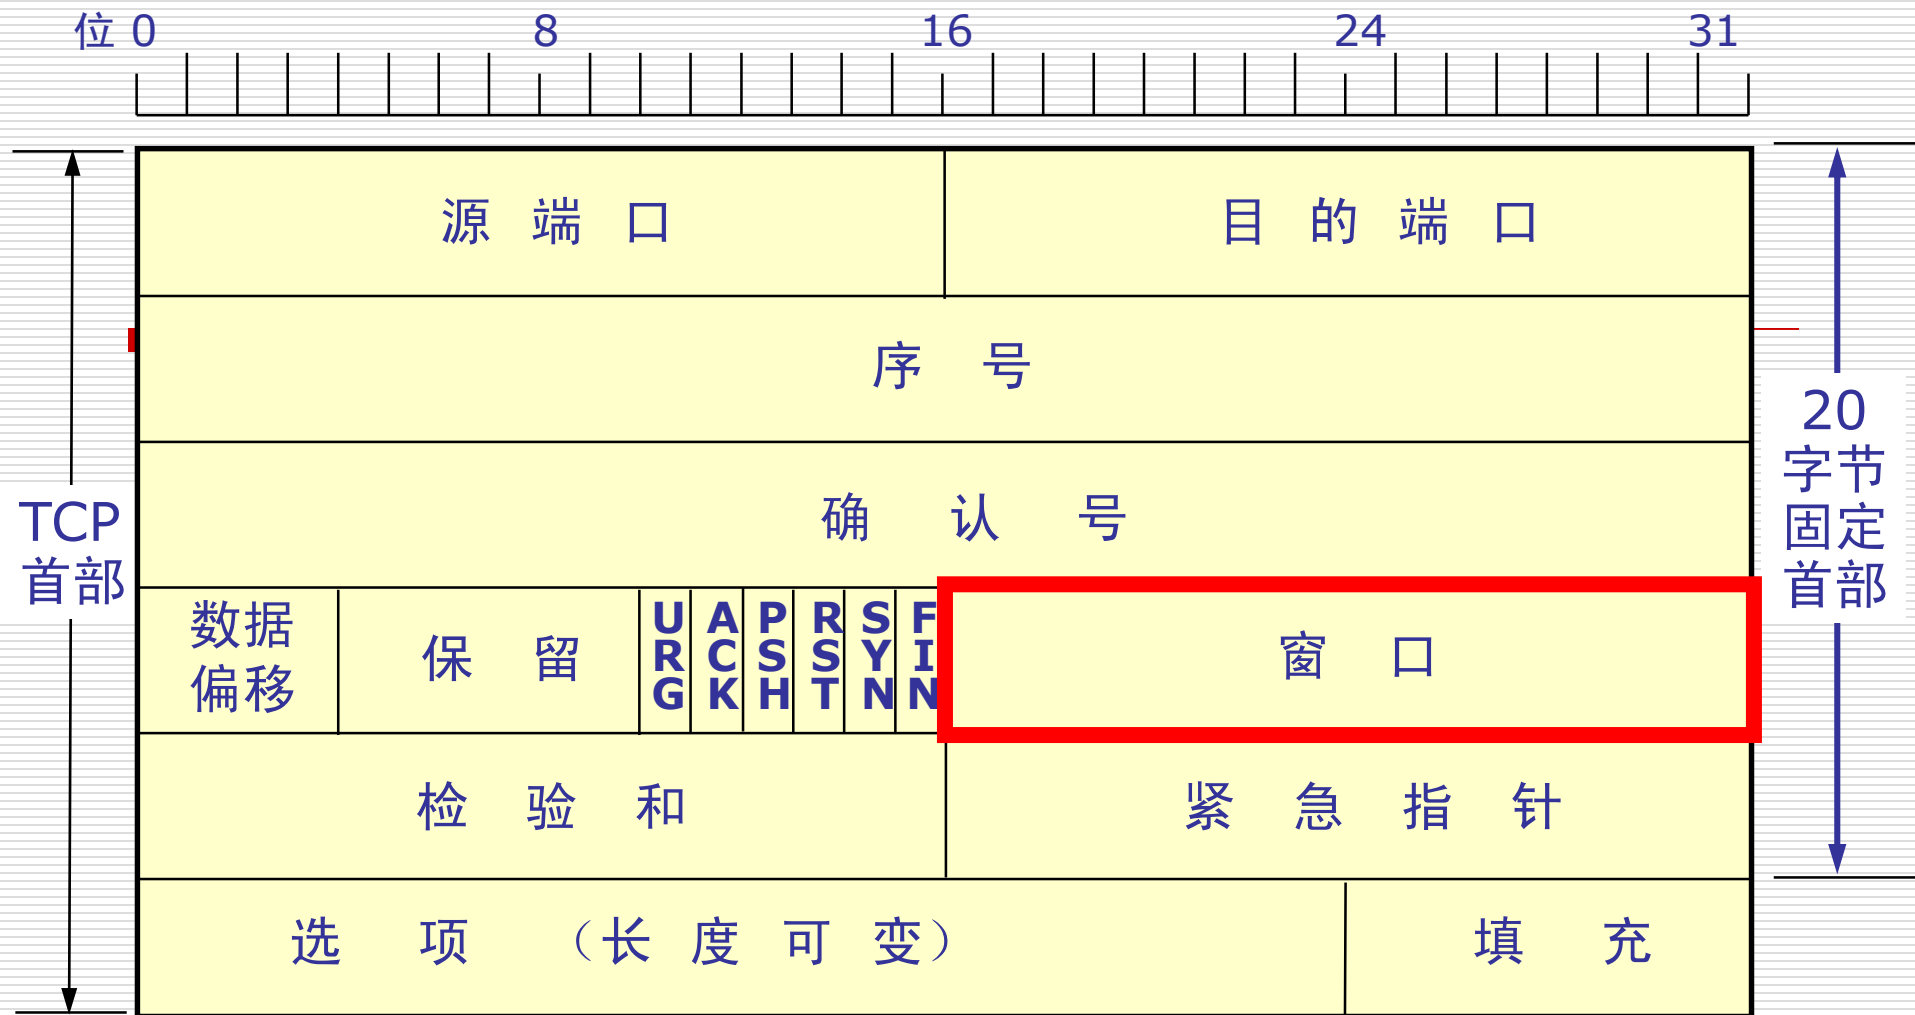 位 0 8 16 24 31
源 端 口 目 的 端 口
序 号
确 认 号
数据
偏移
保 留
URG
ACK
PSH
RST
SYN
FIN
窗 口
检 验 和 紧 急 指 针
选 项 （长 度 可 变） 填 充
TCP
首部
20
字节
固定
首部